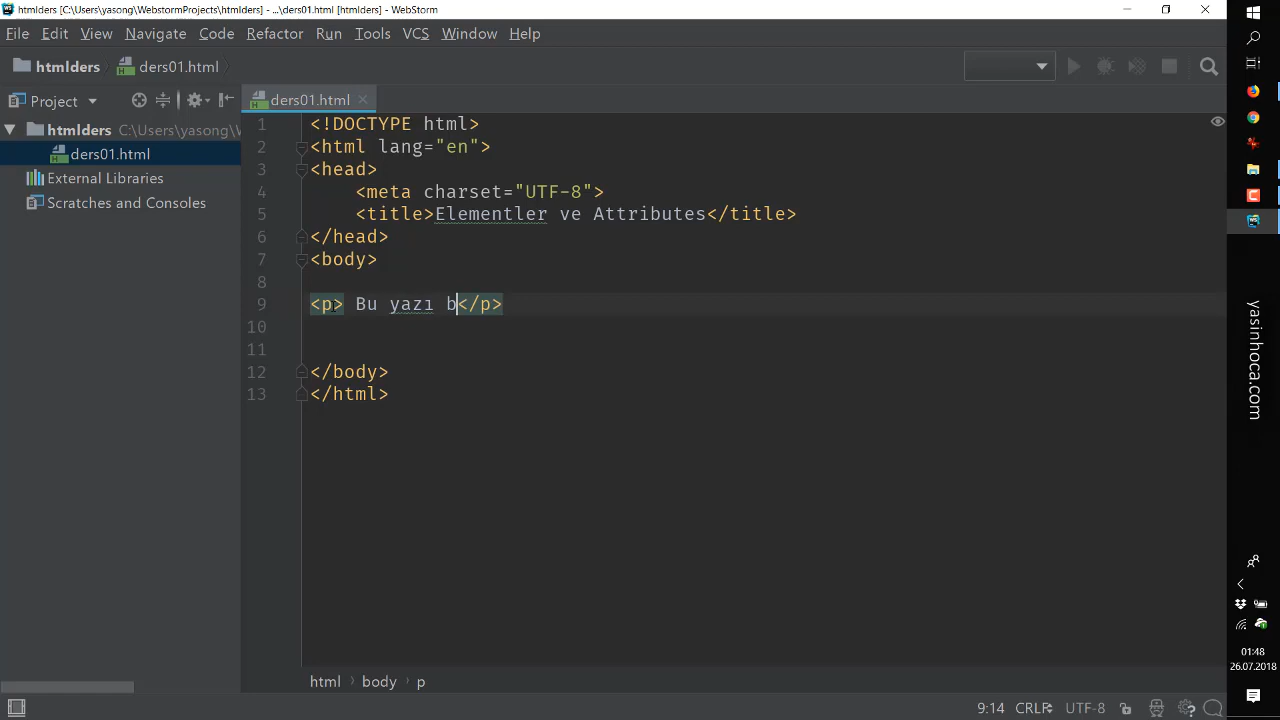 htmlders [C:\Users\yasong\WebstormProjects\htmlders] - ...\ders01.html [htmlders] - WebStorm
File Edit View Navigate Code Refactor Run Tools VCS Window Help
htmlders ders01.html
Project
ders01.html
htmlders C:\Users\yasong\W
ders01.html
External Libraries
Scratches and Consoles
1 <!DOCTYPE html>
2 <html lang="en">
3 <head>
4 <meta charset="UTF-8">
5 <title>Elementler ve Attributes</title>
6 </head>
7 <body>
8
9 <p> Bu yazı b</p>
10
11
12 </body>
13 </html>
html body p
9:14 CRLF UTF-8
yasinhoca.com
01:48
26.07.2018